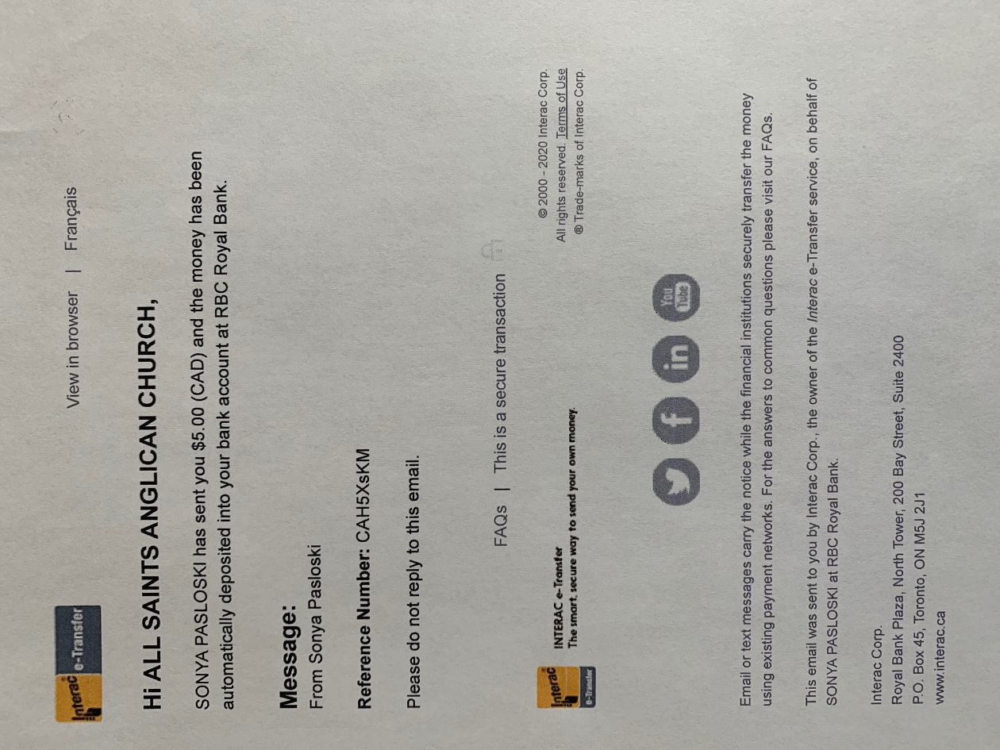 Interac e-Transfer
View in browser | Français
Hi ALL SAINTS ANGLICAN CHURCH,
SONYA PASLOSKI has sent you $5.00 (CAD) and the money has been
automatically deposited into your bank account at RBC Royal Bank.
Message:
From Sonya Pasloski
Reference Number: CAH5XsKM
Please do not reply to this email.
FAQs | This is a secure transaction
Interac
e-Transfer
INTERAC e-Transfer
The smart, secure way to send your own money.
© 2000 - 2020 Interac Corp.
All rights reserved. Terms of Use
® Trade-marks of Interac Corp.
f in You Tube
Email or text messages carry the notice while the financial institutions securely transfer the money
using existing payment networks. For the answers to common questions please visit our FAQs.
This email was sent to you by Interac Corp., the owner of the Interac e-Transfer service, on behalf of
SONYA PASLOSKI at RBC Royal Bank.
Interac Corp.
Royal Bank Plaza, North Tower, 200 Bay Street, Suite 2400
P.O. Box 45, Toronto, ON M5J 2J1
www.interac.ca